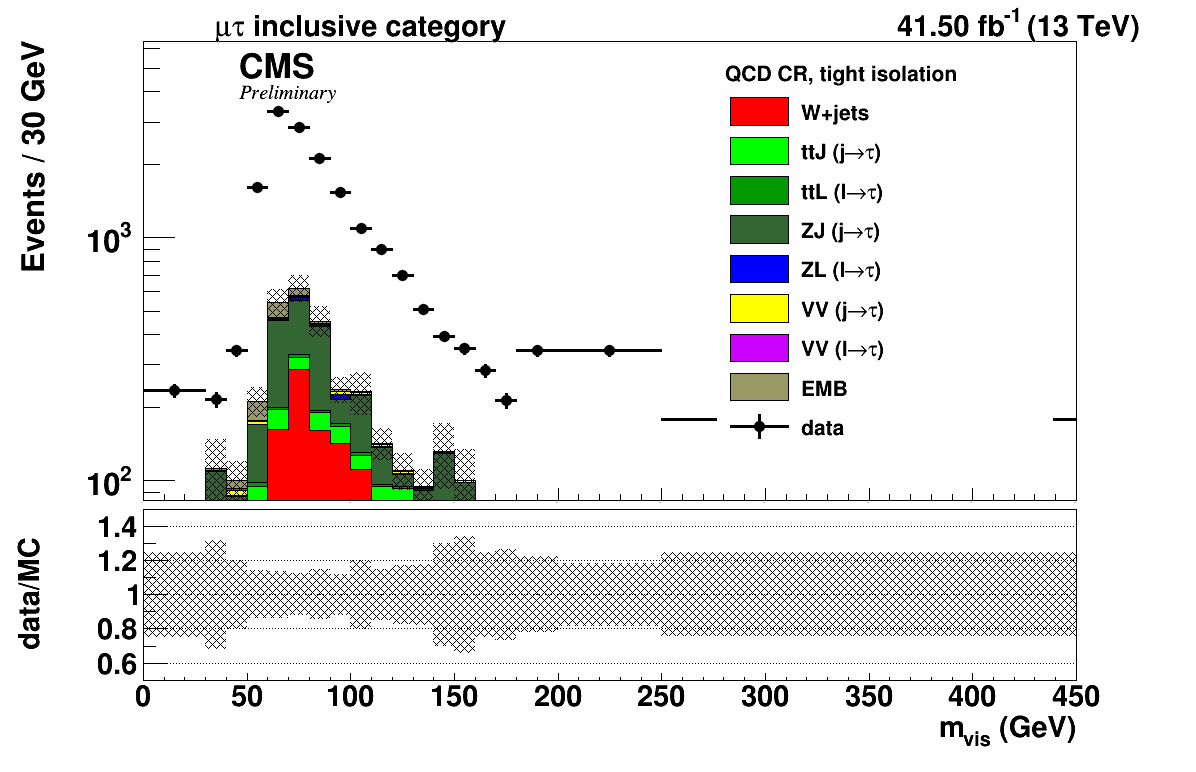 μτ inclusive category
41.50 fb⁻¹ (13 TeV)
CMS
Preliminary
Events / 30 GeV
10³
10²
QCD CR, tight isolation
W+jets
ttJ (j→τ)
ttL (l→τ)
ZJ (j→τ)
ZL (l→τ)
VV (j→τ)
VV (l→τ)
EMB
data
data/MC
1.4
1.2
1
0.8
0.6
0 50 100 150 200 250 300 350 400 450
m_vis (GeV)